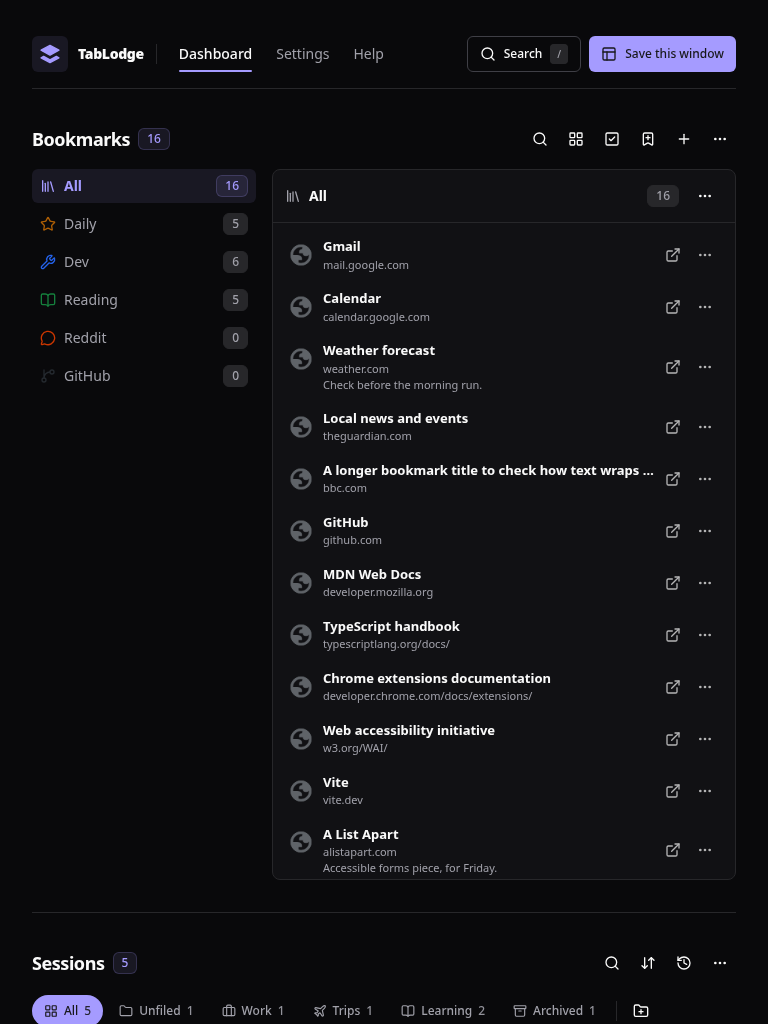 TabLodge
Dashboard
Settings
Help
Search /
Save this window
Bookmarks 16
All 16
Daily 5
Dev 6
Reading 5
Reddit 0
GitHub 0
All 16
Gmail
mail.google.com
Calendar
calendar.google.com
Weather forecast
weather.com
Check before the morning run.
Local news and events
theguardian.com
A longer bookmark title to check how text wraps ...
bbc.com
GitHub
github.com
MDN Web Docs
developer.mozilla.org
TypeScript handbook
typescriptlang.org/docs/
Chrome extensions documentation
developer.chrome.com/docs/extensions/
Web accessibility initiative
w3.org/WAI/
Vite
vite.dev
A List Apart
alistapart.com
Accessible forms piece, for Friday.
Sessions 5
All 5
Unfiled 1
Work 1
Trips 1
Learning 2
Archived 1